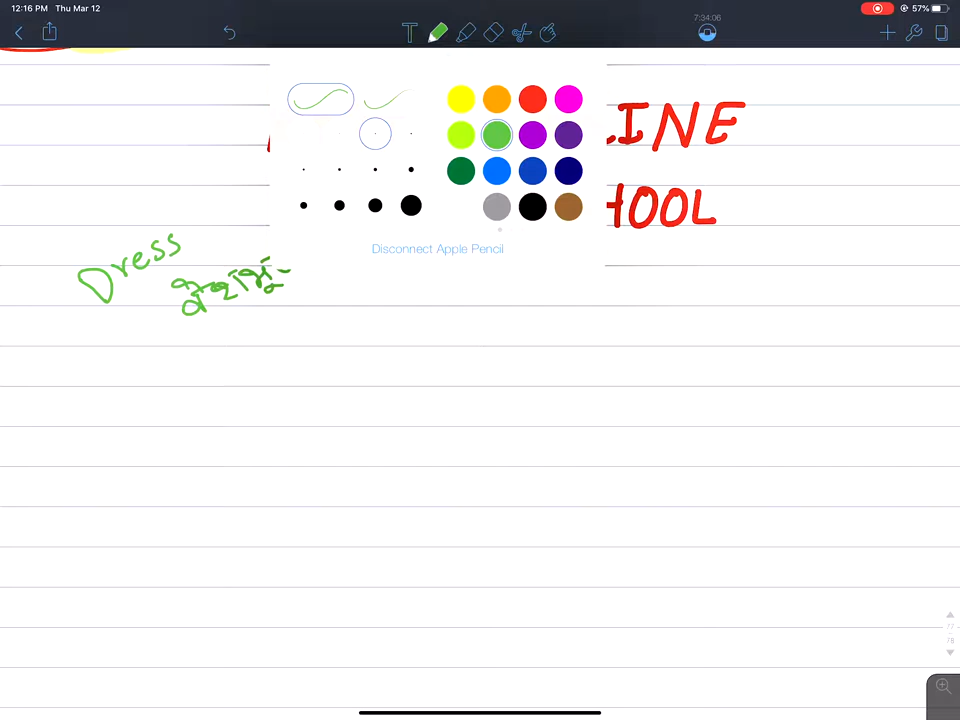 12:16 PM Thu Mar 12
57%
7:34:06
T
INE
HOOL
Disconnect Apple Pencil
Dress